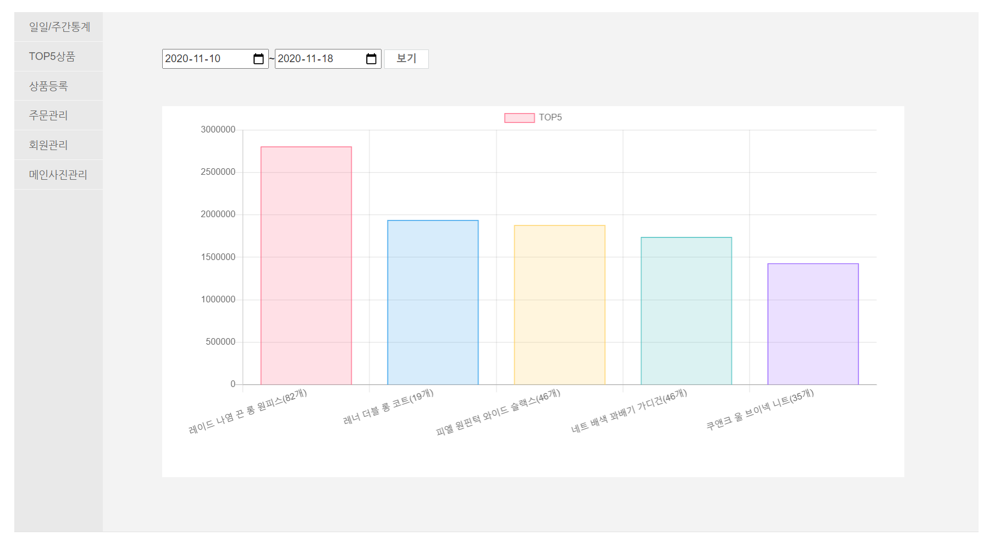 일일/주간통계
TOP5상품
상품등록
주문관리
회원관리
메인사진관리
2020-11-10 ~ 2020-11-18 보기
TOP5
3000000
2500000
2000000
1500000
1000000
500000
0
레이드 나염 끈 롱 원피스(82개)
레너 더블 롱 코트(19개)
피엘 원핀턱 와이드 슬랙스(46개)
네트 배색 꽈배기 가디건(46개)
쿠앤크 울 브이넥 니트(35개)